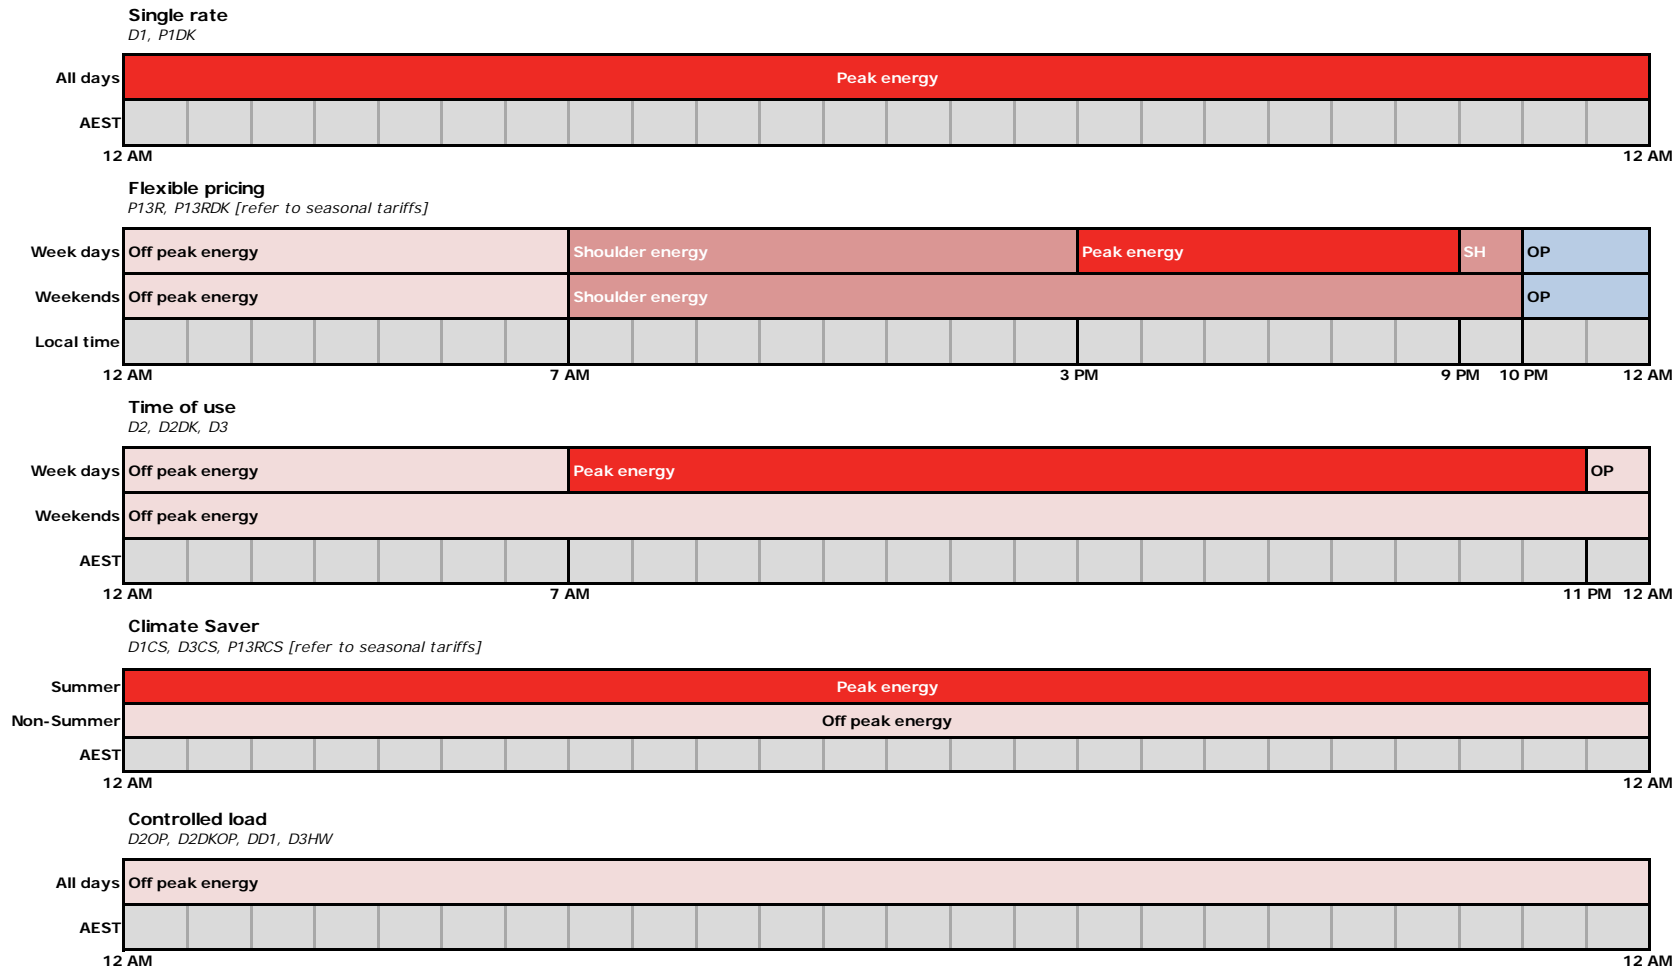 Single rate
D1, P1DK
All days Peak energy
AEST
12 AM 12 AM
Flexible pricing
P13R, P13RDK [refer to seasonal tariffs]
Week days Off peak energy Shoulder energy Peak energy SH OP
Weekends Off peak energy Shoulder energy OP
Local time
12 AM 7 AM 3 PM 9 PM 10 PM 12 AM
Time of use
D2, D2DK, D3
Week days Off peak energy Peak energy OP
Weekends Off peak energy
AEST
12 AM 7 AM 11 PM 12 AM
Climate Saver
D1CS, D3CS, P13RCS [refer to seasonal tariffs]
Summer Peak energy
Non-Summer Off peak energy
AEST
12 AM 12 AM
Controlled load
D2OP, D2DKOP, DD1, D3HW
All days Off peak energy
AEST
12 AM 12 AM